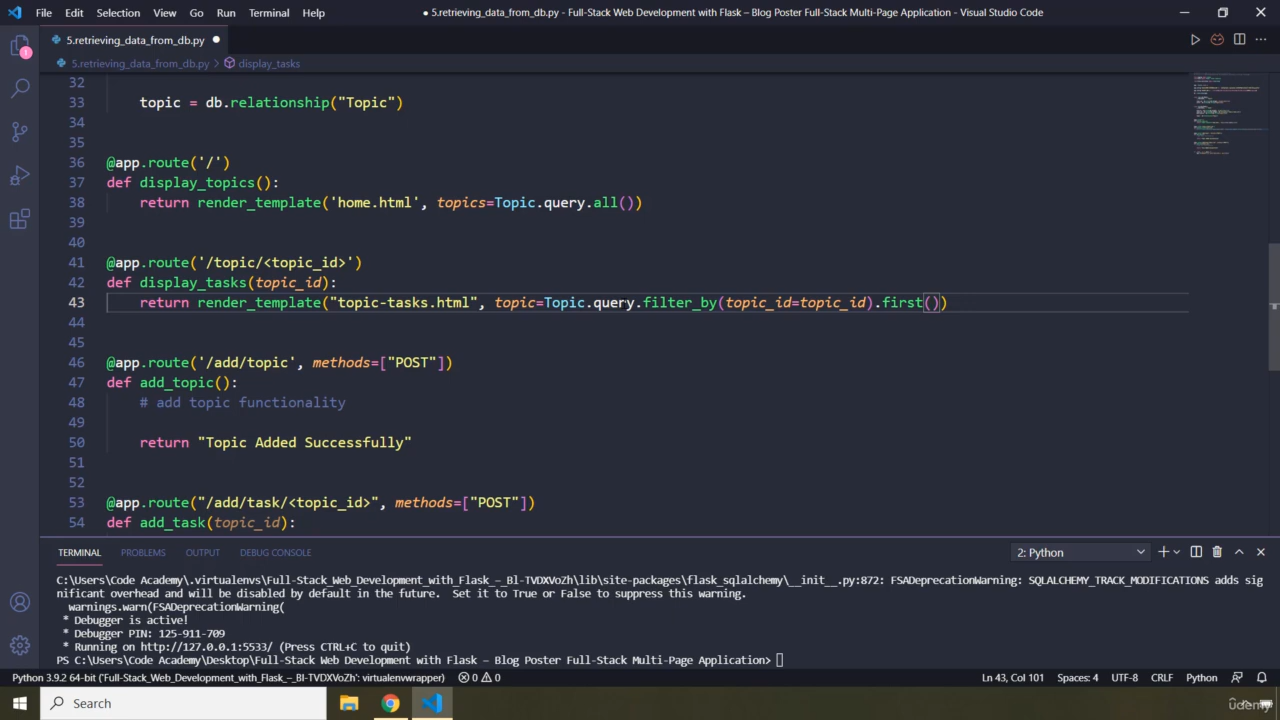 File Edit Selection View Go Run Terminal Help ● 5.retrieving_data_from_db.py - Full-Stack Web Development with Flask – Blog Poster Full-Stack Multi-Page Application - Visual Studio Code
5.retrieving_data_from_db.py ●
5.retrieving_data_from_db.py > display_tasks
32
33 topic = db.relationship("Topic")
34
35
36 @app.route('/')
37 def display_topics():
38 return render_template('home.html', topics=Topic.query.all())
39
40
41 @app.route('/topic/<topic_id>')
42 def display_tasks(topic_id):
43 return render_template("topic-tasks.html", topic=Topic.query.filter_by(topic_id=topic_id).first())
44
45
46 @app.route('/add/topic', methods=["POST"])
47 def add_topic():
48 # add topic functionality
49
50 return "Topic Added Successfully"
51
52
53 @app.route("/add/task/<topic_id>", methods=["POST"])
54 def add_task(topic_id):
TERMINAL PROBLEMS OUTPUT DEBUG CONSOLE 2: Python
C:\Users\Code Academy\.virtualenvs\Full-Stack_Web_Development_with_Flask_–_Bl-TVDXVoZh\lib\site-packages\flask_sqlalchemy\__init__.py:872: FSADeprecationWarning: SQLALCHEMY_TRACK_MODIFICATIONS adds sig
nificant overhead and will be disabled by default in the future.  Set it to True or False to suppress this warning.
warnings.warn(FSADeprecationWarning(
* Debugger is active!
* Debugger PIN: 125-911-709
* Running on http://127.0.0.1:5533/ (Press CTRL+C to quit)
PS C:\Users\Code Academy\Desktop\Full-Stack Web Development with Flask – Blog Poster Full-Stack Multi-Page Application>
Python 3.9.2 64-bit ('Full-Stack_Web_Development_with_Flask_–_Bl-TVDXVoZh': virtualenvwrapper) 0 0 Ln 43, Col 101 Spaces: 4 UTF-8 CRLF Python
Search
udemy